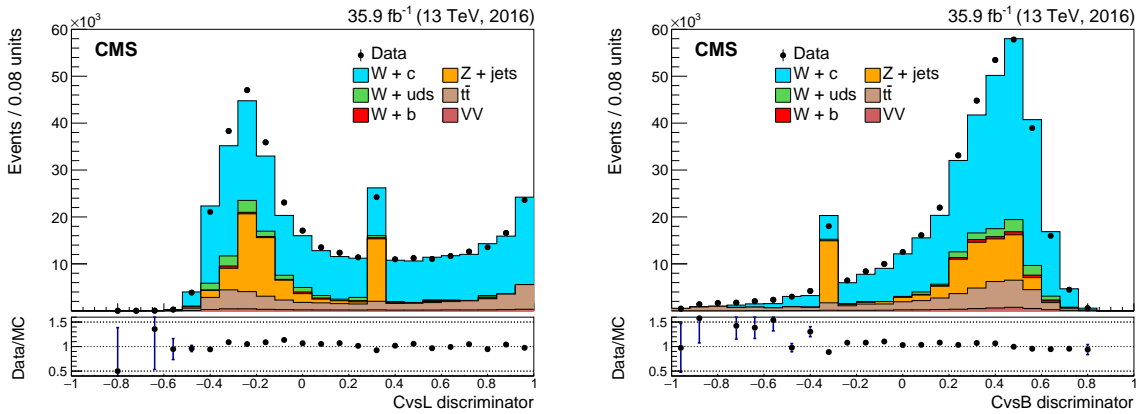 35.9 fb⁻¹ (13 TeV, 2016)
×10³
CMS
Data
W + c
Z + jets
W + uds
tt̄
W + b
VV
Events / 0.08 units
60
50
40
30
20
10
Data/MC
1.5
1
0.5
−1 −0.8 −0.6 −0.4 −0.2 0 0.2 0.4 0.6 0.8 1
CvsL discriminator
35.9 fb⁻¹ (13 TeV, 2016)
×10³
CMS
Data
W + c
Z + jets
W + uds
tt̄
W + b
VV
Events / 0.08 units
60
50
40
30
20
10
Data/MC
1.5
1
0.5
−1 −0.8 −0.6 −0.4 −0.2 0 0.2 0.4 0.6 0.8 1
CvsB discriminator